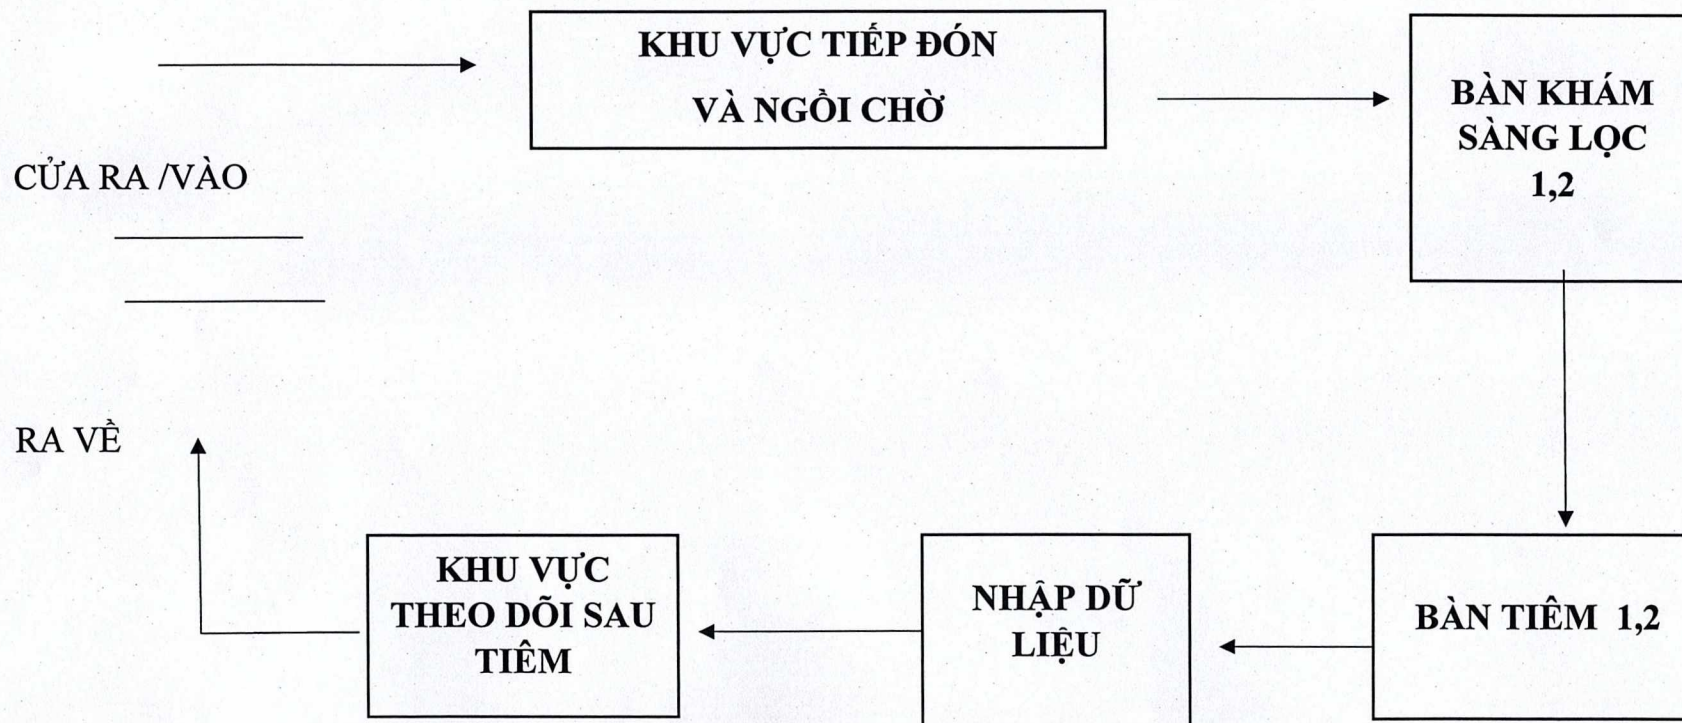 KHU VỰC TIẾP ĐÓN
VÀ NGỒI CHỜ
BÀN KHÁM
SÀNG LỌC
1,2
CỬA RA /VÀO
RA VỀ
KHU VỰC
THEO DÕI SAU
TIÊM
NHẬP DỮ
LIỆU
BÀN TIÊM 1,2